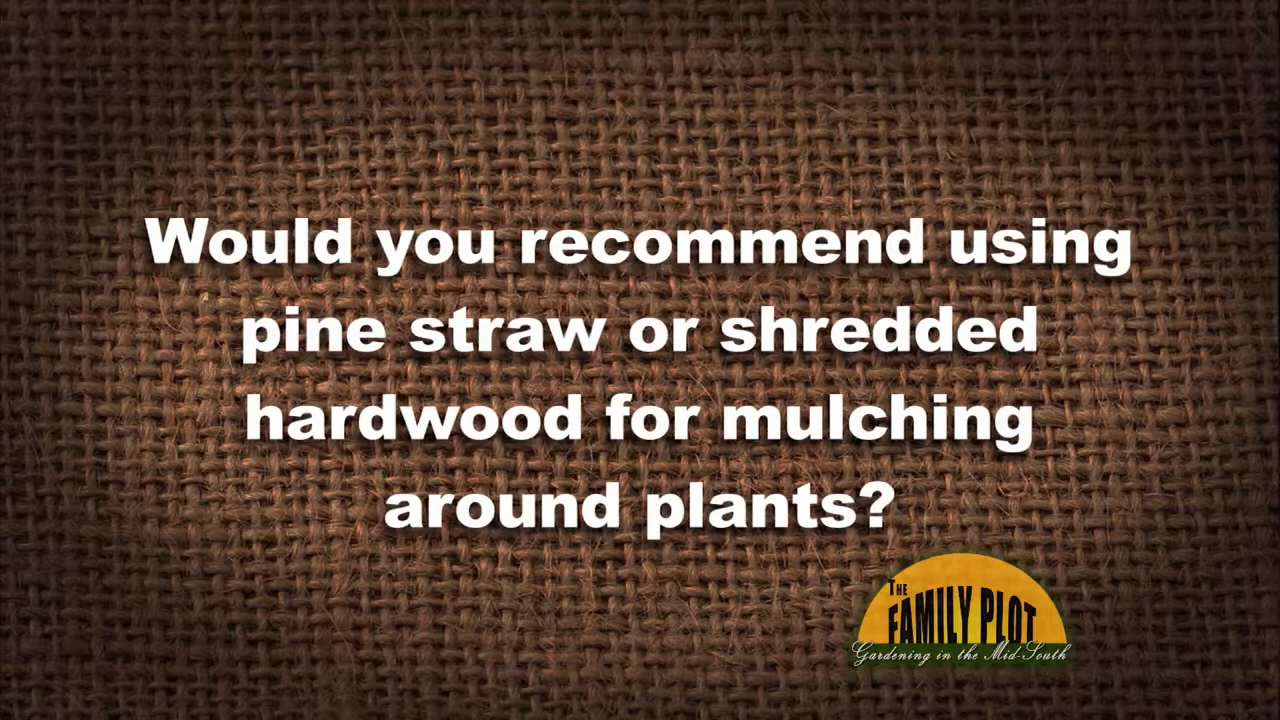 Would you recommend using
pine straw or shredded
hardwood for mulching
around plants?
THE
FAMILY PLOT
Gardening in the Mid-South